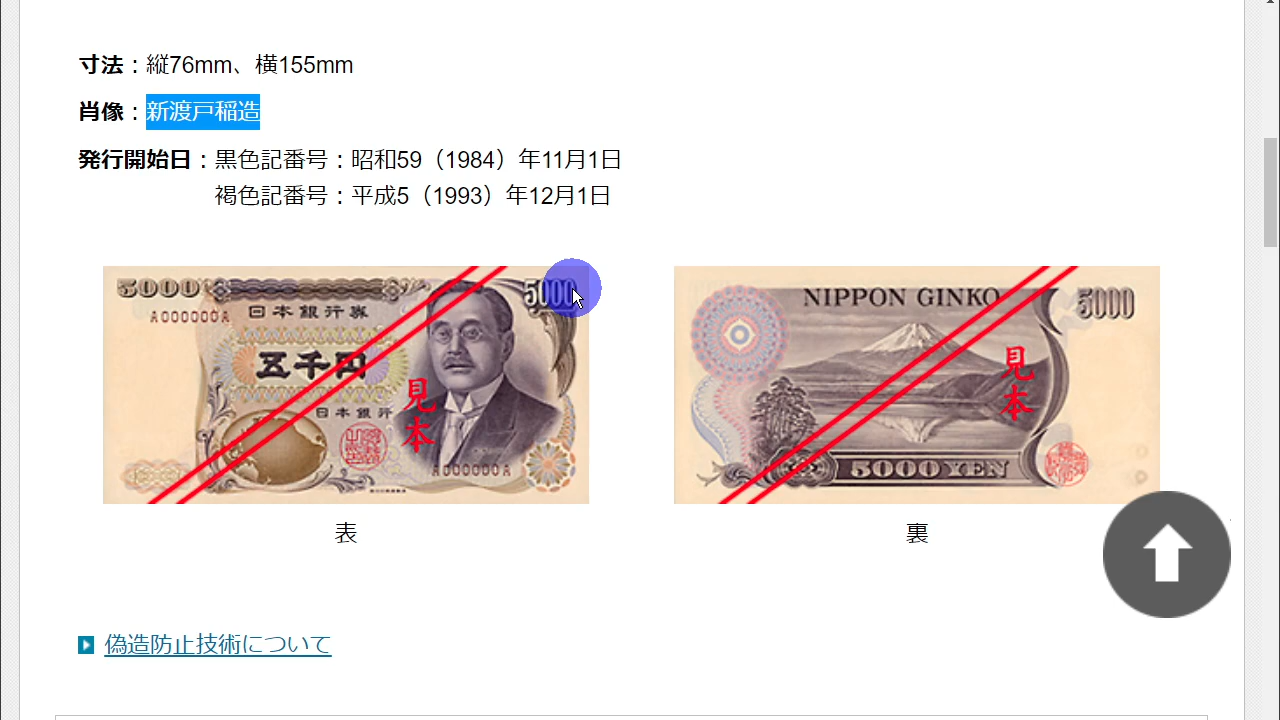 寸法：縦76mm、横155mm
肖像：新渡戸稲造
発行開始日：黒色記番号：昭和59（1984）年11月1日
褐色記番号：平成5（1993）年12月1日
5000
5000
A000000A
日本銀行券
五千円
日本銀行
見本
A000000A
NIPPON GINKO
5000
見本
5000 YEN
表
裏
偽造防止技術について